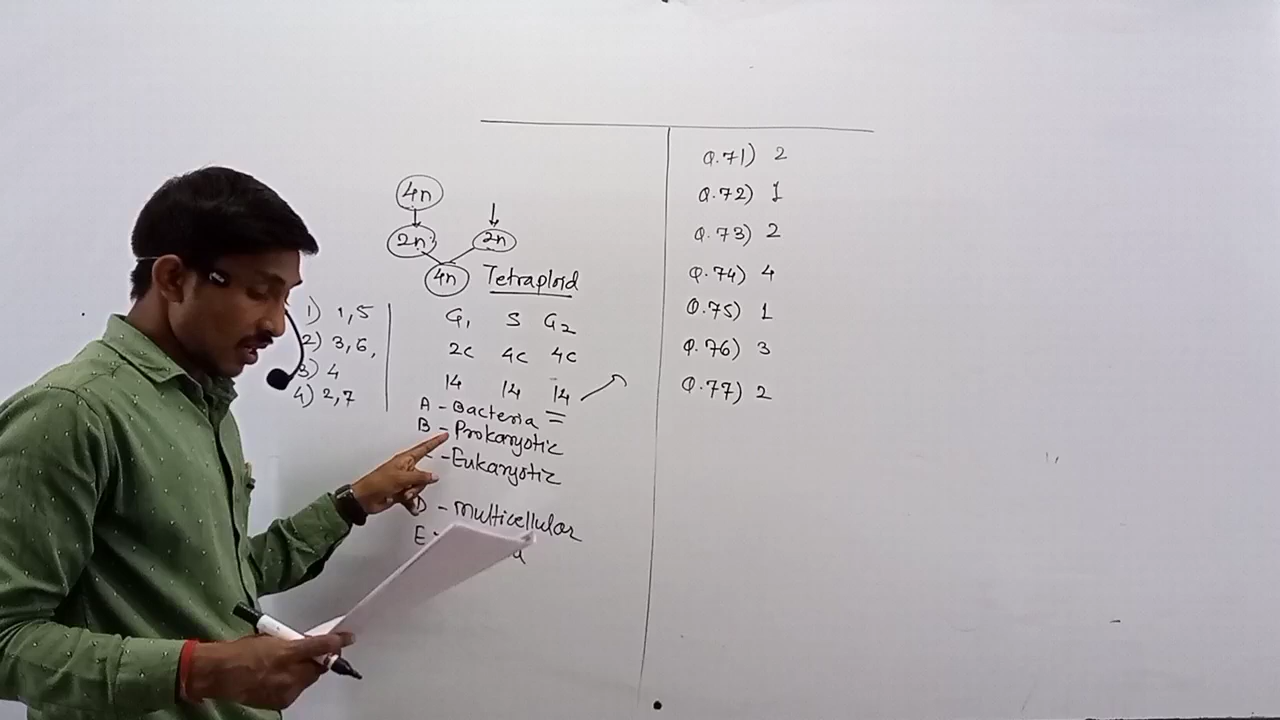 4n
2n 2n
4n Tetraploid
1) 1,5
2) 3,6,
3) 4
4) 2,7
G1 S G2
2C 4C 4C
14 14 14
A - Bacteria
B - Prokaryotic
- Eukaryotic
D - Multicellular
E -
Q.71) 2
Q.72) 1
Q.73) 2
Q.74) 4
Q.75) 1
Q.76) 3
Q.77) 2